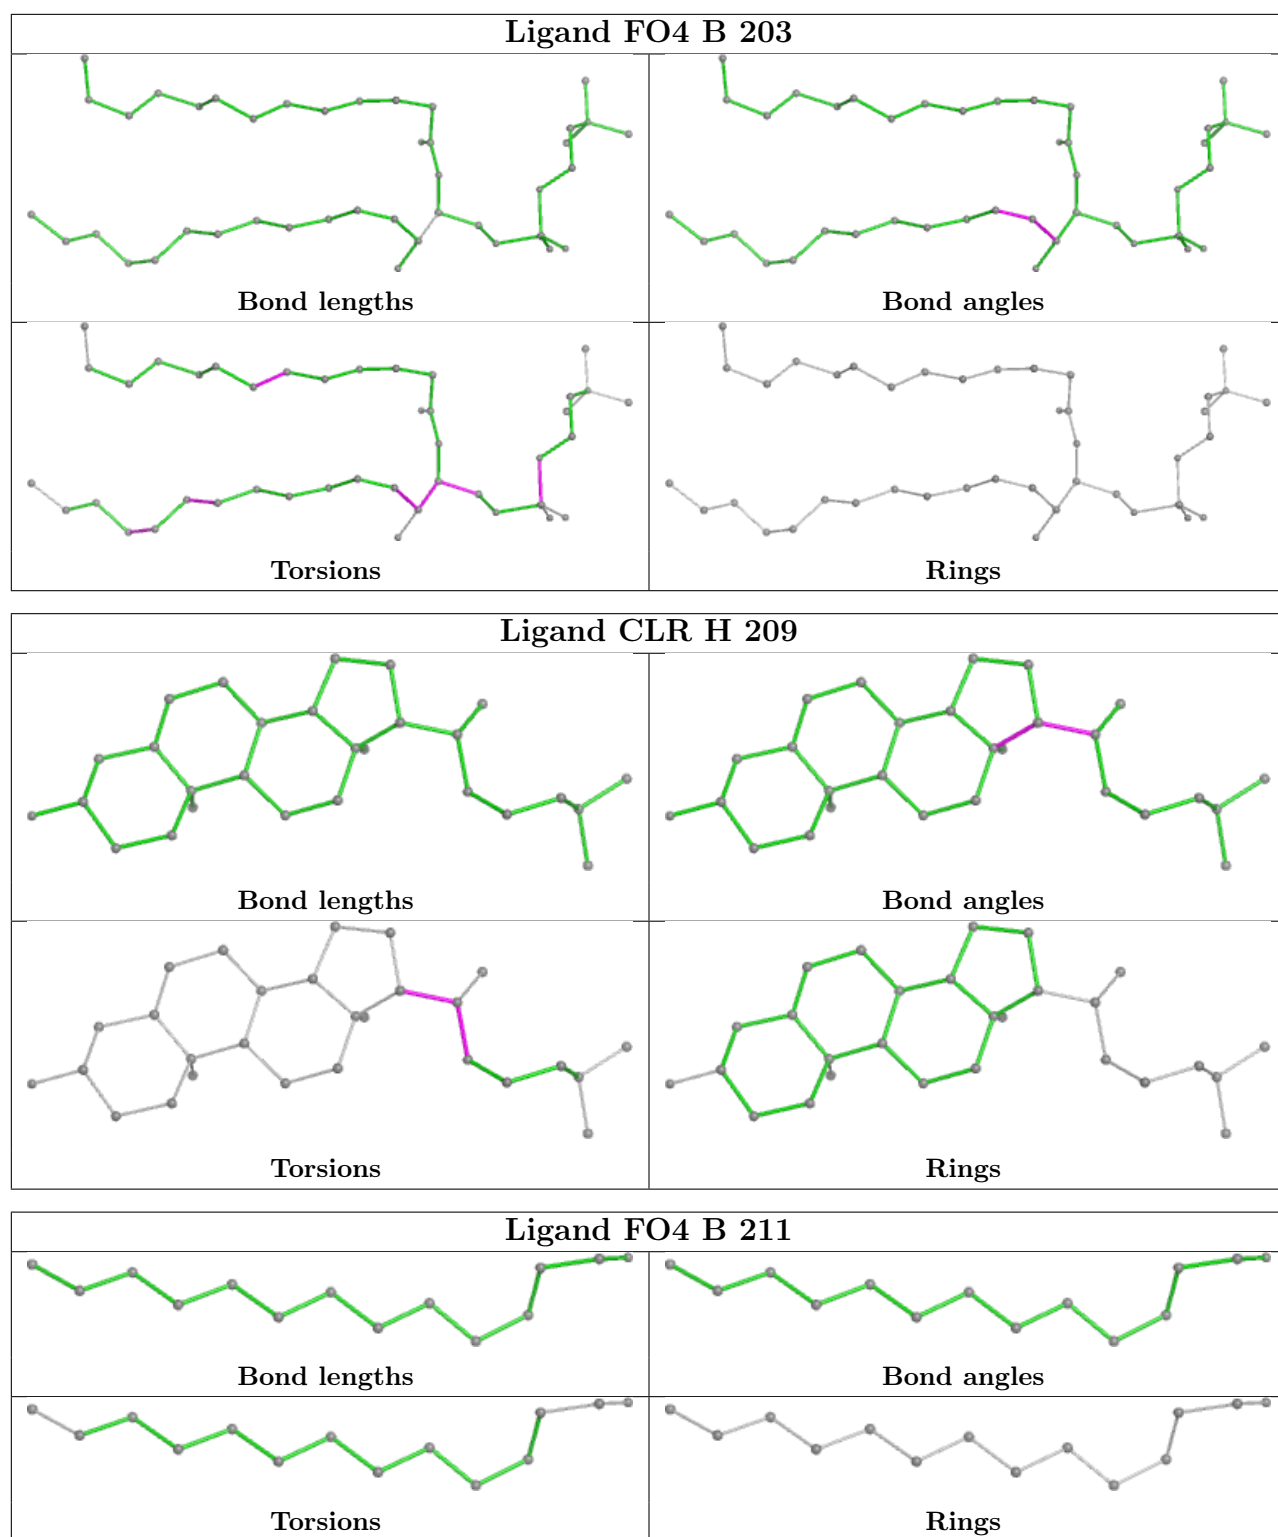 Ligand FO4 B 203
Bond lengths
Bond angles
Torsions
Rings
Ligand CLR H 209
Bond lengths
Bond angles
Torsions
Rings
Ligand FO4 B 211
Bond lengths
Bond angles
Torsions
Rings